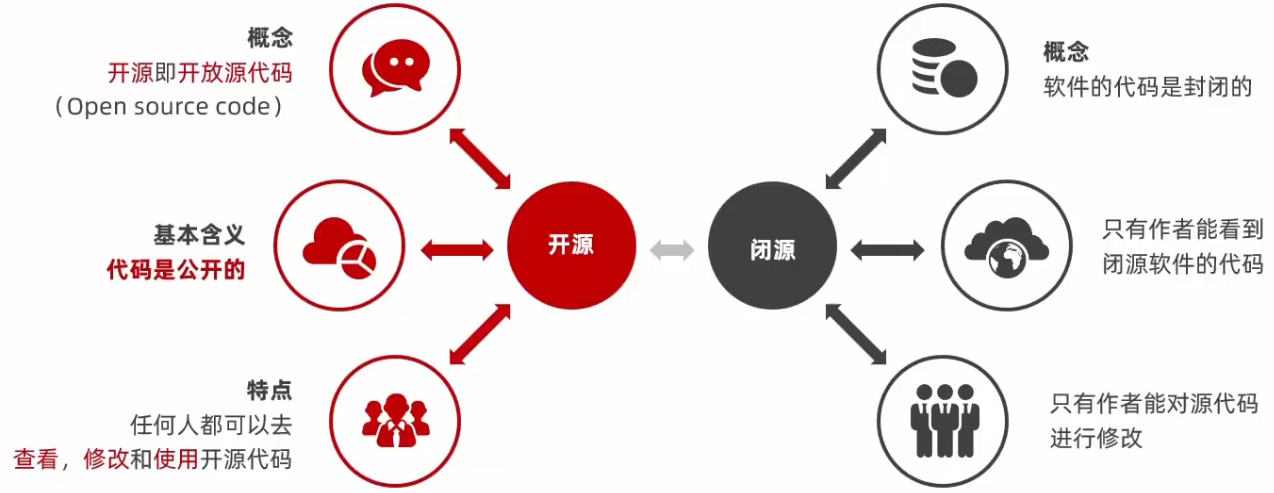 概念
开源即开放源代码
（Open source code）
基本含义
代码是公开的
特点
任何人都可以去
查看，修改和使用开源代码
开源
闭源
概念
软件的代码是封闭的
只有作者能看到
闭源软件的代码
只有作者能对源代码
进行修改